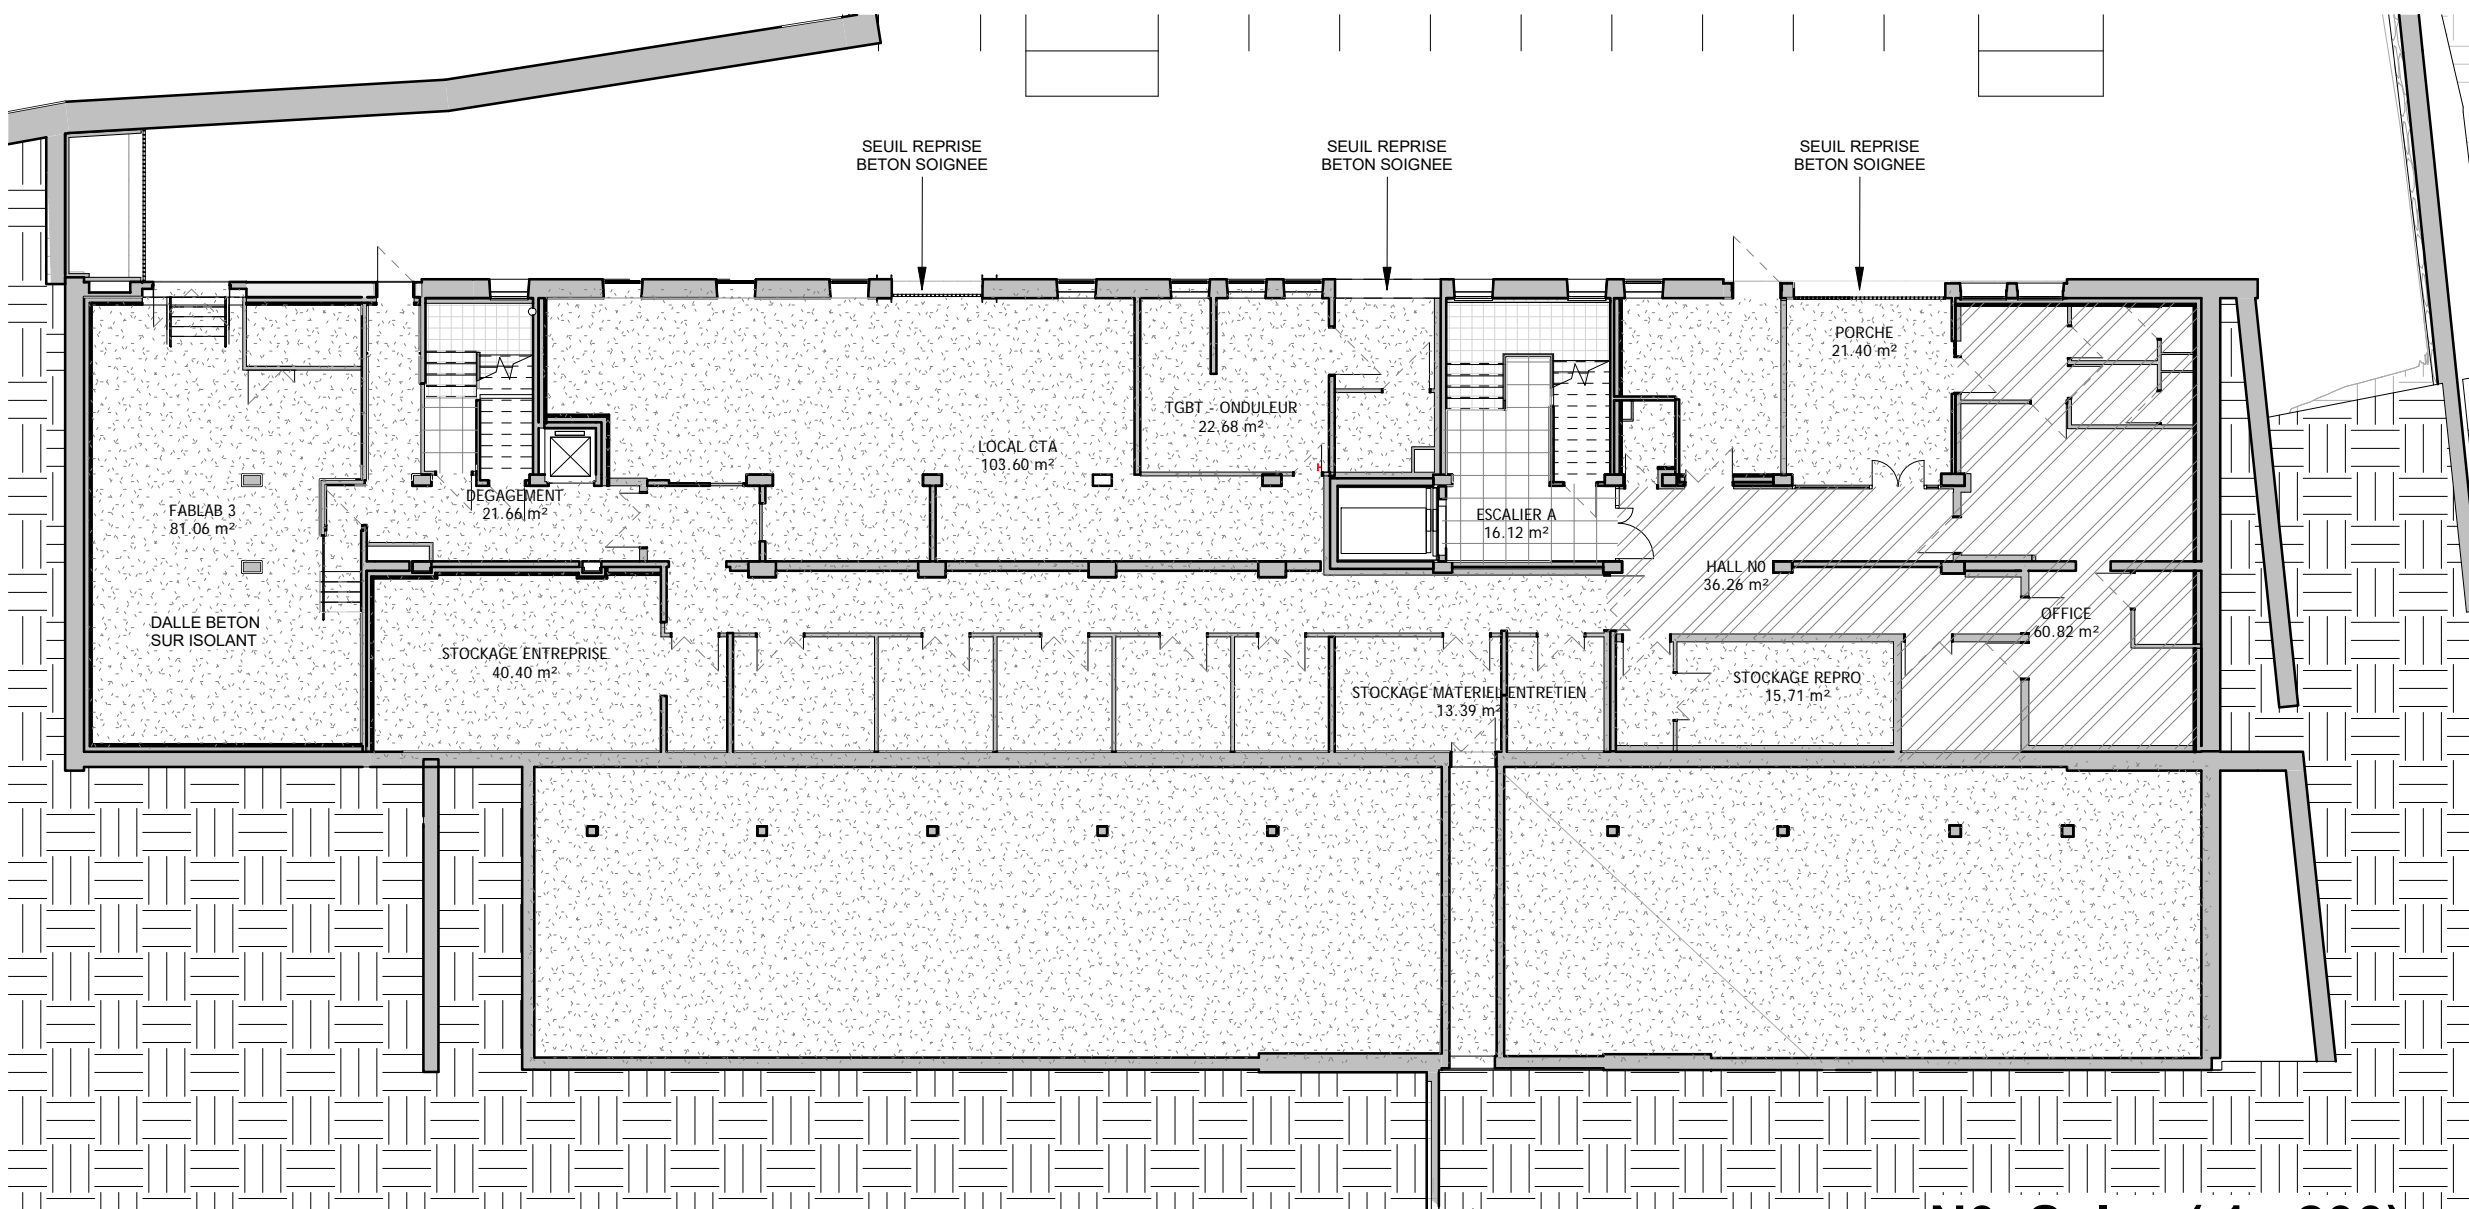 SEUIL REPRISE
BETON SOIGNEE
SEUIL REPRISE
BETON SOIGNEE
SEUIL REPRISE
BETON SOIGNEE
PORCHE
21.40 m²
TGBT - ONDULEUR
22.68 m²
LOCAL CTA
103.60 m²
DEGAGEMENT
21.66 m²
FABLAB 3
81.06 m²
ESCALIER A
16.12 m²
HALL N0
36.26 m²
OFFICE
60.82 m²
DALLE BETON
SUR ISOLANT
STOCKAGE ENTREPRISE
40.40 m²
STOCKAGE REPRO
15.71 m²
STOCKAGE MATERIEL ENTRETIEN
13.39 m²